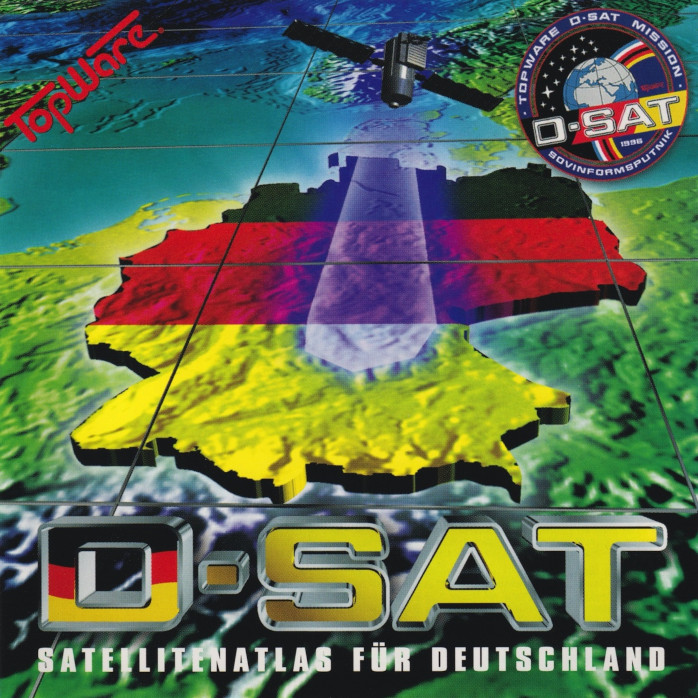 TOPWARE®
TOPWARE D-SAT MISSION
D-SAT
1996
SOVINFORMSPUTNIK
D-SAT
SATELLITENATLAS FÜR DEUTSCHLAND